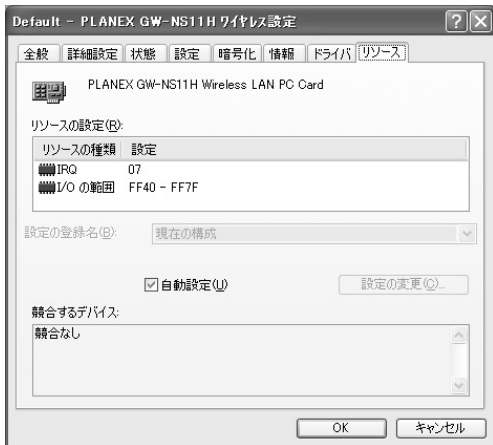 Default - PLANEX GW-NS11H ワイヤレス設定
全般 詳細設定 状態 設定 暗号化 情報 ドライバ リソース
PLANEX GW-NS11H Wireless LAN PC Card
リソースの設定(R):
リソースの種類 設定
IRQ 07
I/O の範囲 FF40 - FF7F
設定の登録名(B): 現在の構成
自動設定(U) 設定の変更(C)...
競合するデバイス:
競合なし
OK キャンセル